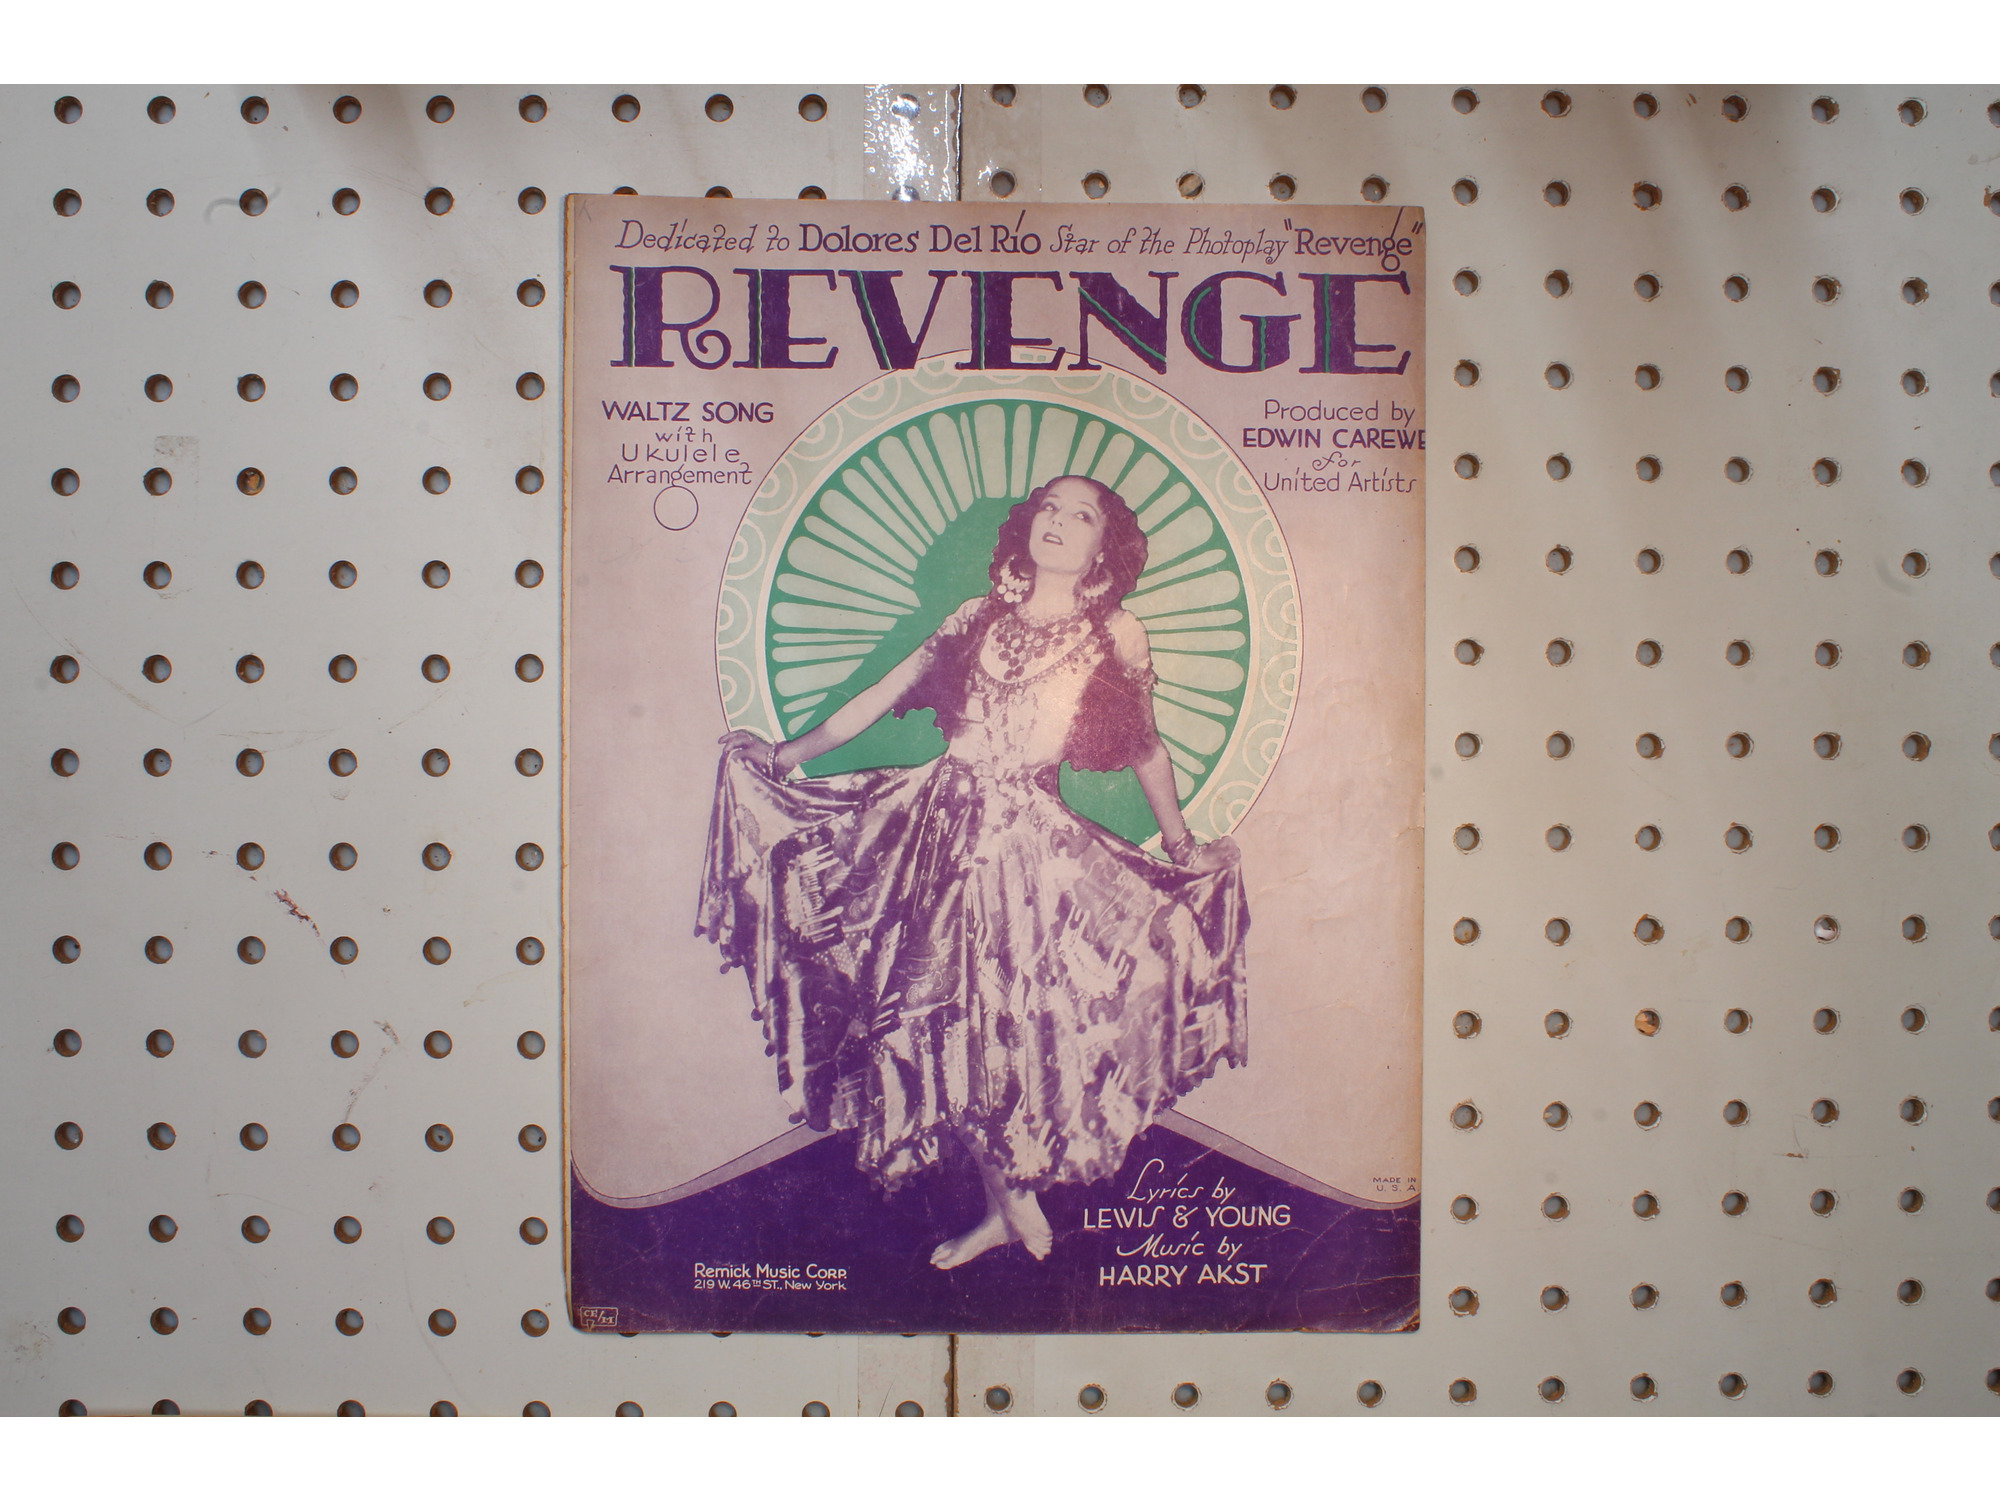 Dedicated to Dolores Del Río Star of the Photoplay "Revenge"
REVENGE
WALTZ SONG
with
Ukulele
Arrangement
Produced by
EDWIN CAREWE
for
United Artists
MADE IN
U. S. A
Lyrics by
LEWIS & YOUNG
Music by
HARRY AKST
Remick Music Corp.
219 W. 46TH ST., New York